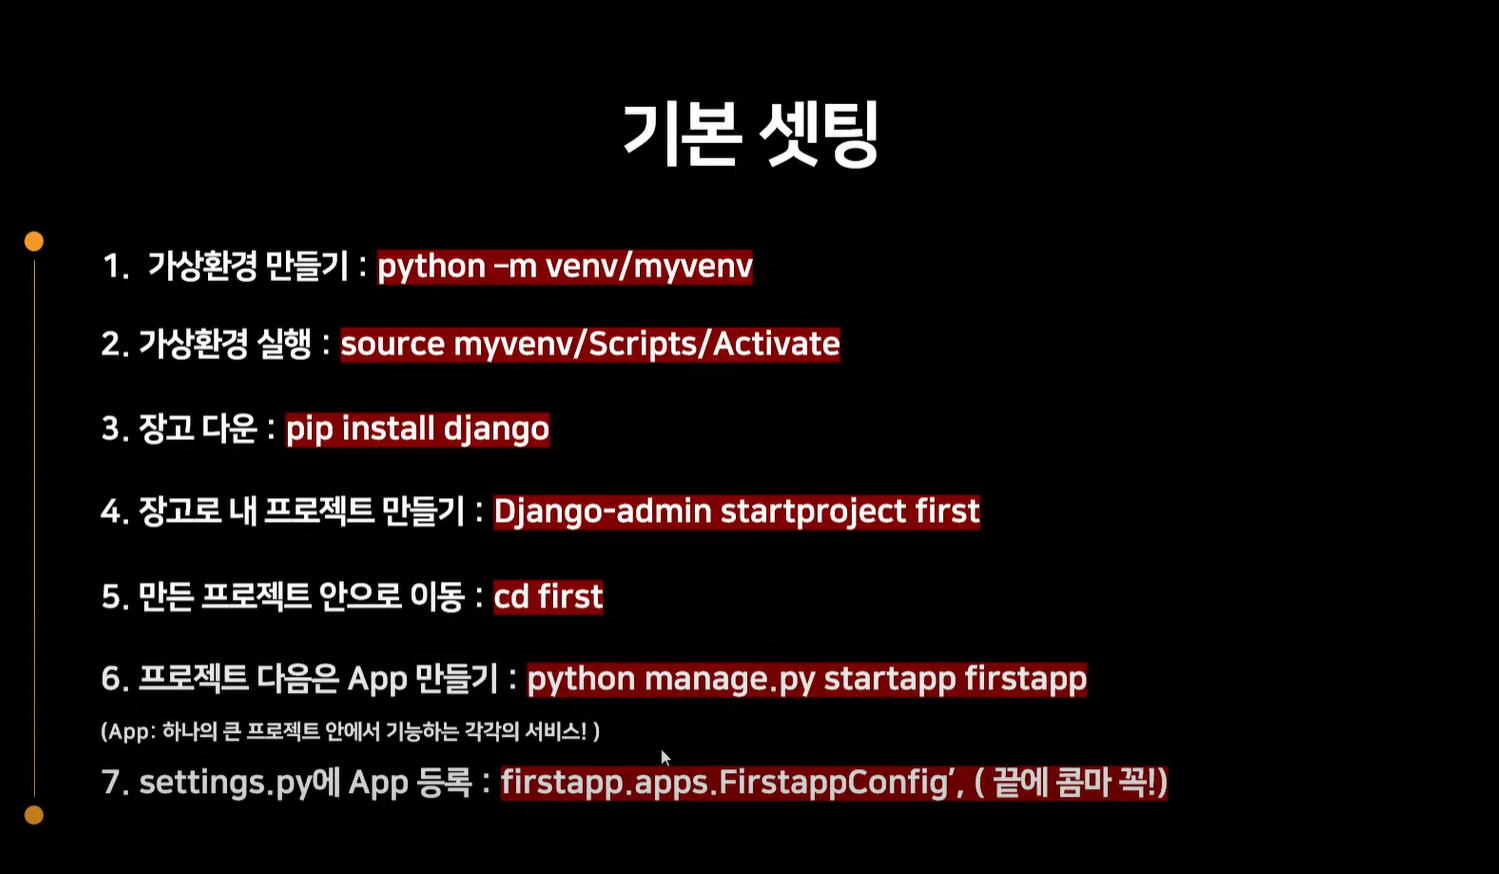 기본 셋팅
1. 가상환경 만들기 : python –m venv/myvenv
2. 가상환경 실행 : source myvenv/Scripts/Activate
3. 장고 다운 : pip install django
4. 장고로 내 프로젝트 만들기 : Django-admin startproject first
5. 만든 프로젝트 안으로 이동 : cd first
6. 프로젝트 다음은 App 만들기 : python manage.py startapp firstapp
(App: 하나의 큰 프로젝트 안에서 기능하는 각각의 서비스! )
7. settings.py에 App 등록 : firstapp.apps.FirstappConfig’, ( 끝에 콤마 꼭!)